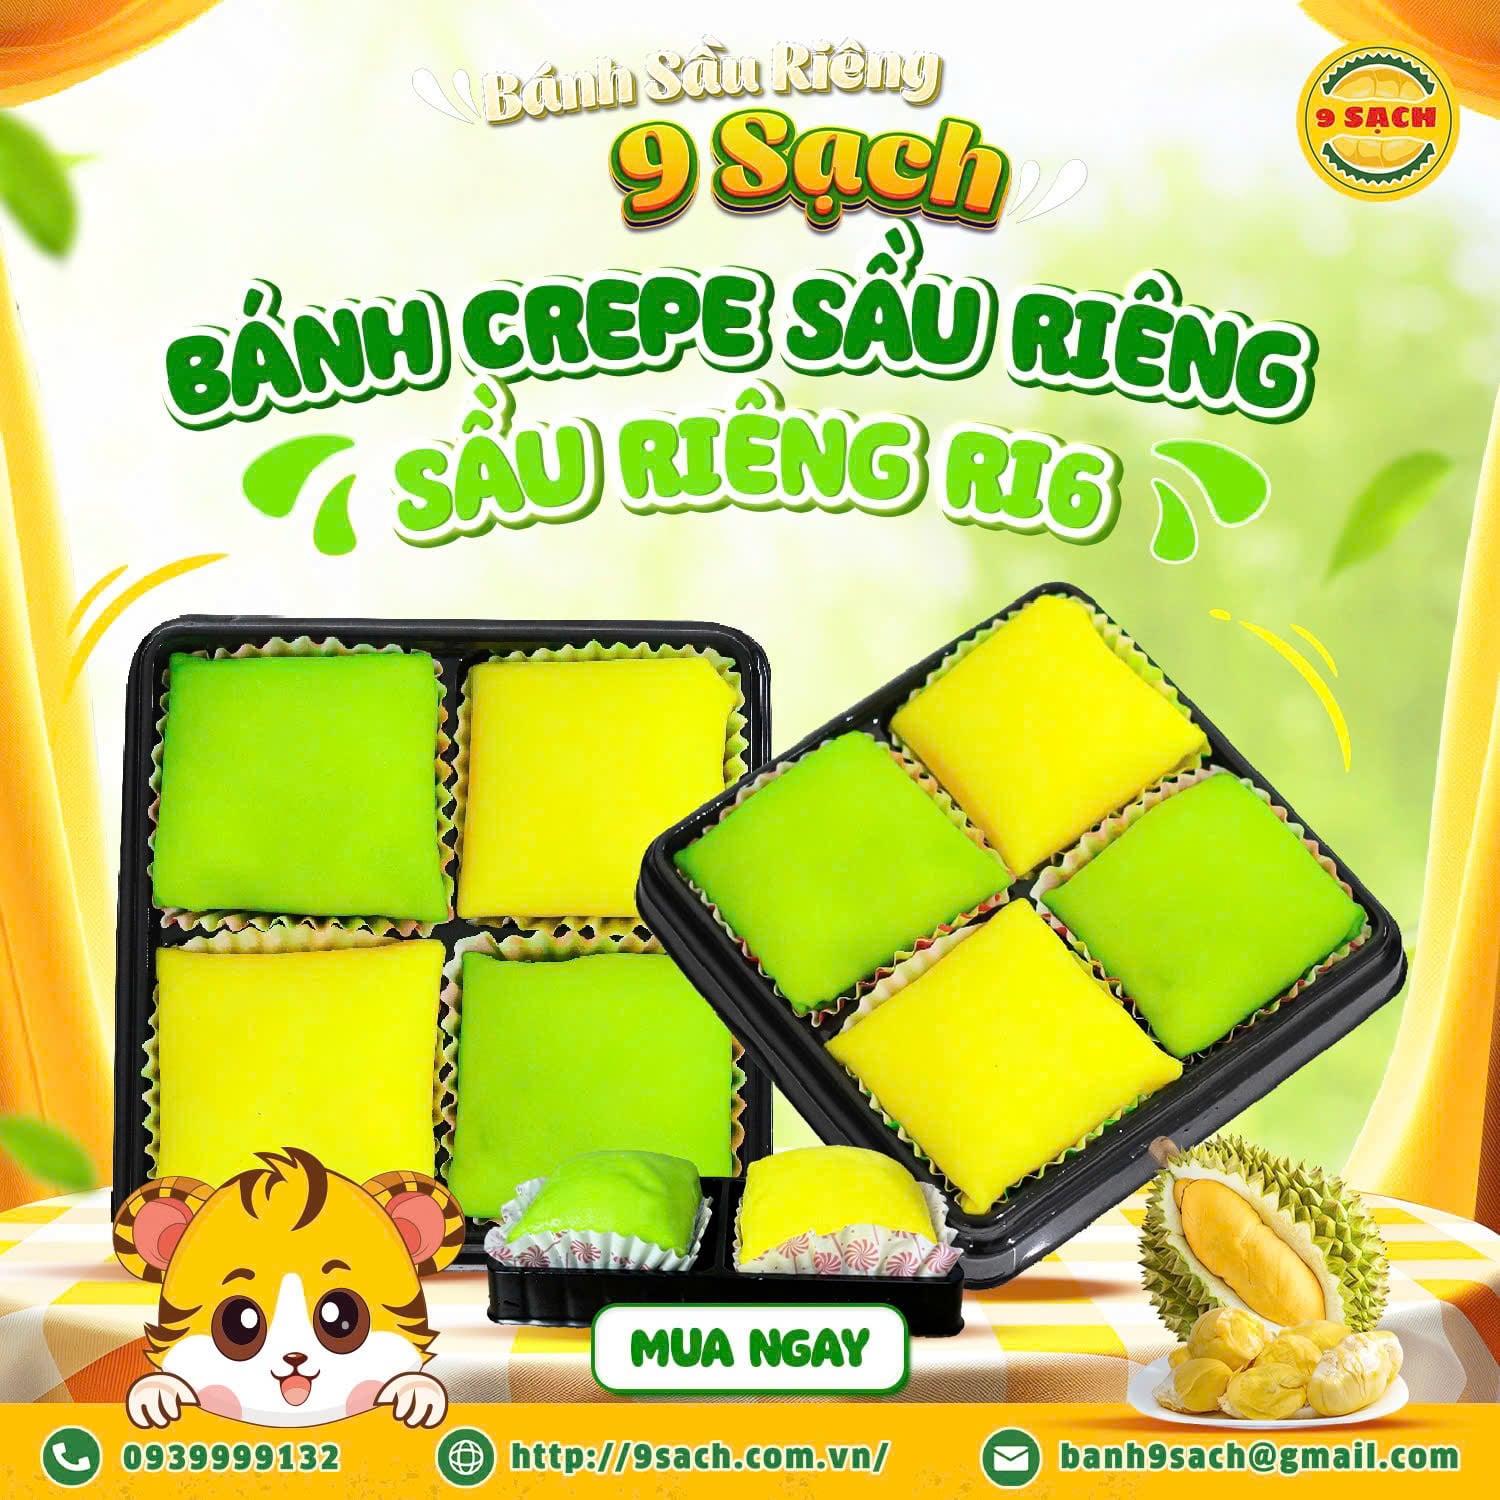 Bánh Sầu Riêng
9 Sạch
9 SẠCH
BÁNH CREPE SẦU RIÊNG
SẦU RIÊNG RI6
MUA NGAY
0939999132
http://9sach.com.vn/
banh9sach@gmail.com